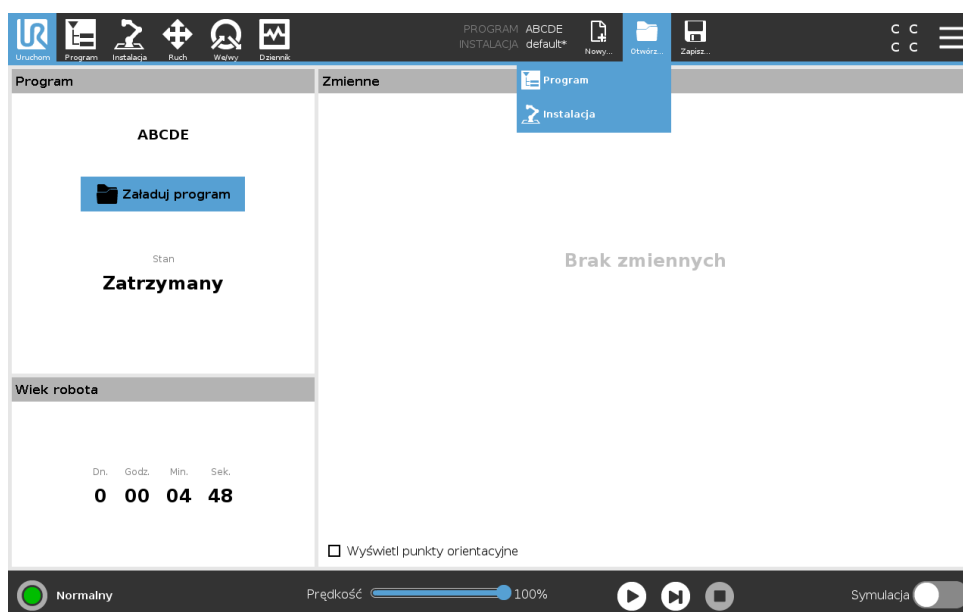 UR
PROGRAM ABCDE
INSTALACJA default*
Uruchom Program Instalacja Ruch We/wy Dziennik Nowy... Otwórz... Zapisz...
C C
C C
Program
Zmienne
Program
Instalacja
ABCDE
Załaduj program
Stan
Zatrzymany
Brak zmiennych
Wiek robota
Dn. Godz. Min. Sek.
0 00 04 48
Wyświetl punkty orientacyjne
Normalny Prędkość 100% Symulacja